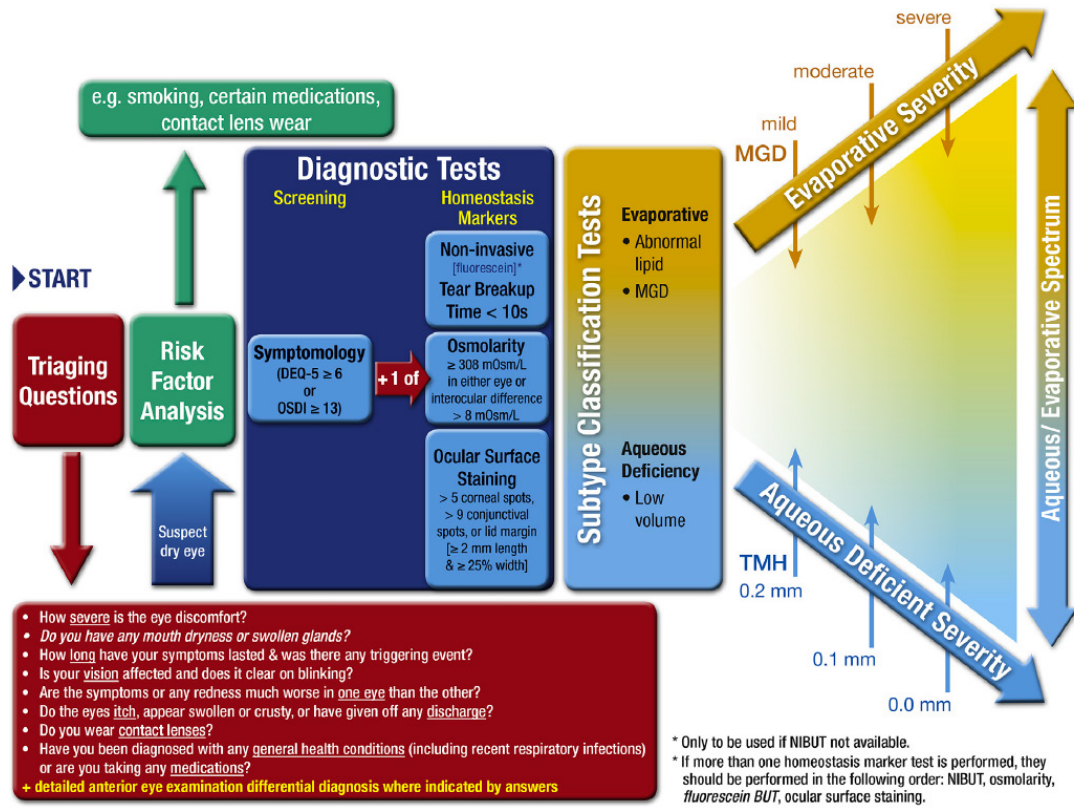 e.g. smoking, certain medications,
contact lens wear
START
Triaging
Questions
Risk
Factor
Analysis
Suspect
dry eye
Diagnostic Tests
Screening
Symptomology
(DEQ-5 ≥ 6
or
OSDI ≥ 13)
+ 1 of
Homeostasis
Markers
Non-invasive
[fluorescein]*
Tear Breakup
Time < 10s
Osmolarity
≥ 308 mOsm/L
in either eye or
interocular difference
> 8 mOsm/L
Ocular Surface
Staining
> 5 corneal spots,
> 9 conjunctival
spots, or lid margin
[≥ 2 mm length
& ≥ 25% width]
Subtype Classification Tests
Evaporative
• Abnormal
lipid
• MGD
Aqueous
Deficiency
• Low
volume
severe
moderate
mild
MGD
Evaporative Severity
Aqueous/ Evaporative Spectrum
Aqueous Deficient Severity
TMH
0.2 mm
0.1 mm
0.0 mm
• How severe is the eye discomfort?
• Do you have any mouth dryness or swollen glands?
• How long have your symptoms lasted & was there any triggering event?
• Is your vision affected and does it clear on blinking?
• Are the symptoms or any redness much worse in one eye than the other?
• Do the eyes itch, appear swollen or crusty, or have given off any discharge?
• Do you wear contact lenses?
• Have you been diagnosed with any general health conditions (including recent respiratory infections)
or are you taking any medications?
+ detailed anterior eye examination differential diagnosis where indicated by answers
* Only to be used if NIBUT not available.
* If more than one homeostasis marker test is performed, they
should be performed in the following order: NIBUT, osmolarity,
fluorescein BUT, ocular surface staining.